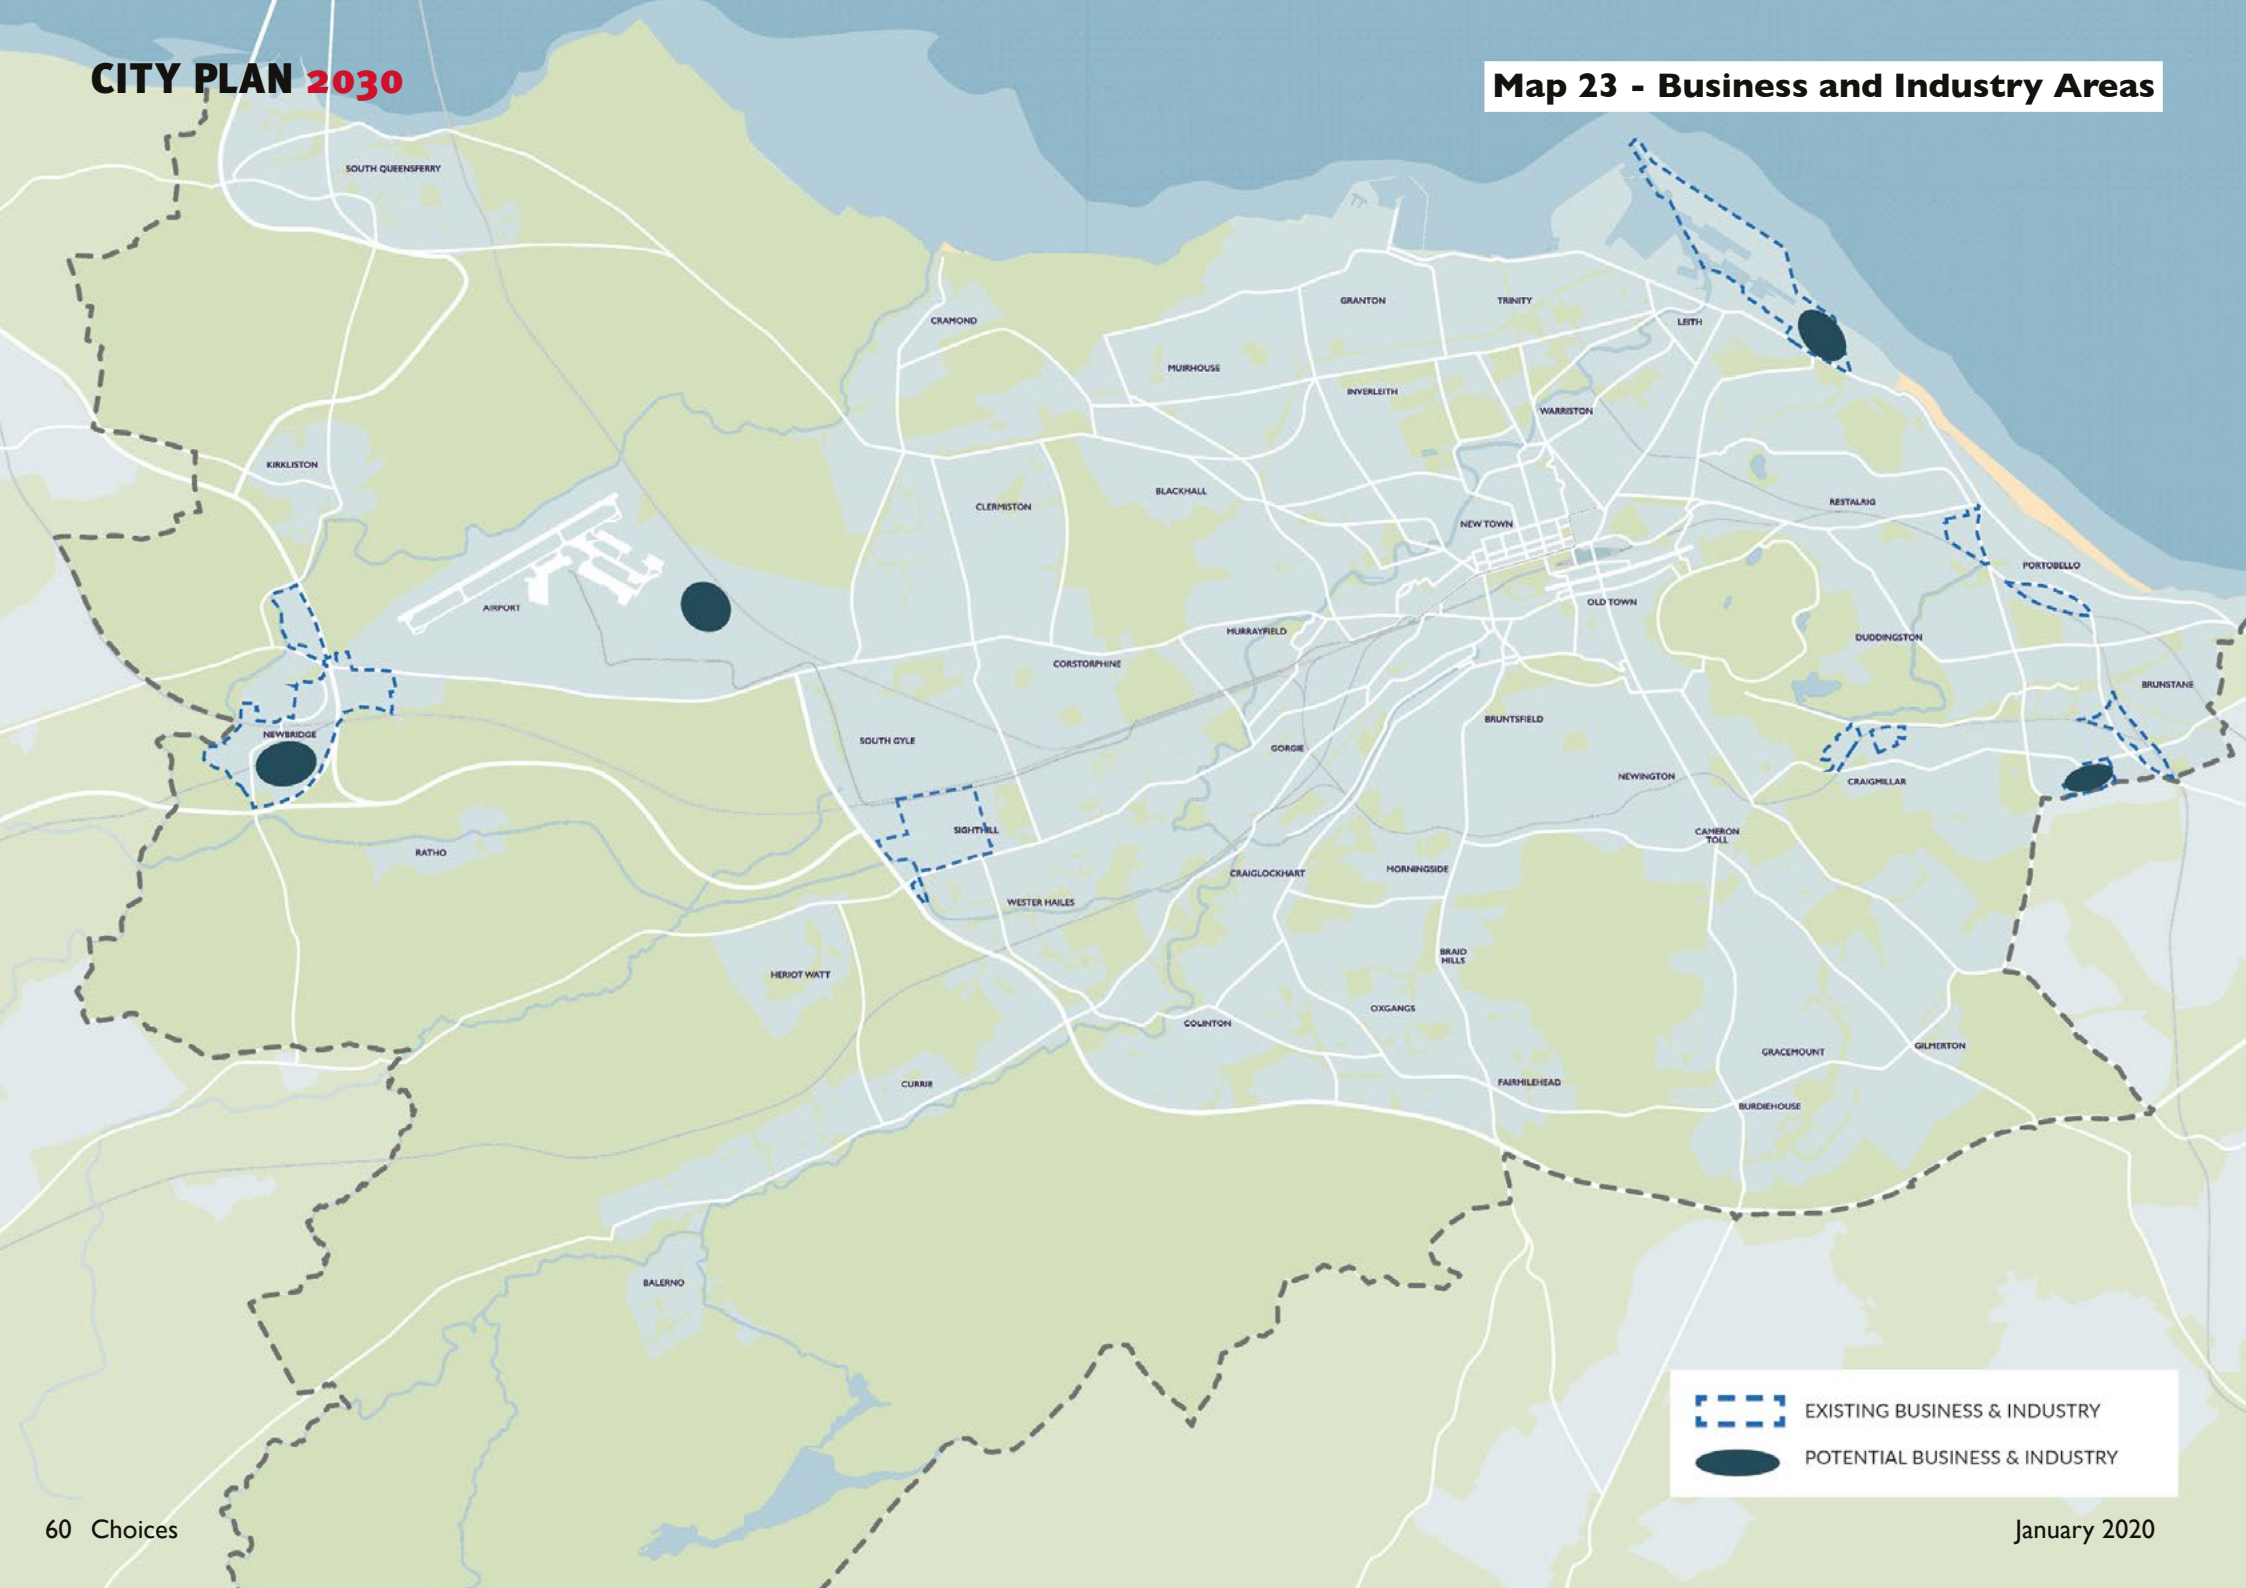 CITY PLAN 2030
Map 23 - Business and Industry Areas
SOUTH QUEENSFERRY
GRANTON
TRINITY
CRAMOND
LEITH
MUIRHOUSE
INVERLEITH
WARRISTON
KIRKLISTON
BLACKHALL
CLERMISTON
RESTALRIG
NEW TOWN
PORTOBELLO
AIRPORT
OLD TOWN
MURRAYFIELD
DUDDINGSTON
CORSTORPHINE
BRUNSTANE
BRUNTSFIELD
NEWBRIDGE
SOUTH GYLE
GORGIE
NEWINGTON
CRAIGMILLAR
SIGHTHILL
CAMERON
TOLL
RATHO
CRAIGLOCKHART
MORNINGSIDE
WESTER HAILES
BRAID
HILLS
HERIOT WATT
OXGANGS
COLINTON
GILMERTON
GRACEMOUNT
CURRIE
FAIRMILEHEAD
BURDIEHOUSE
BALERNO
EXISTING BUSINESS & INDUSTRY
POTENTIAL BUSINESS & INDUSTRY
60 Choices
January 2020